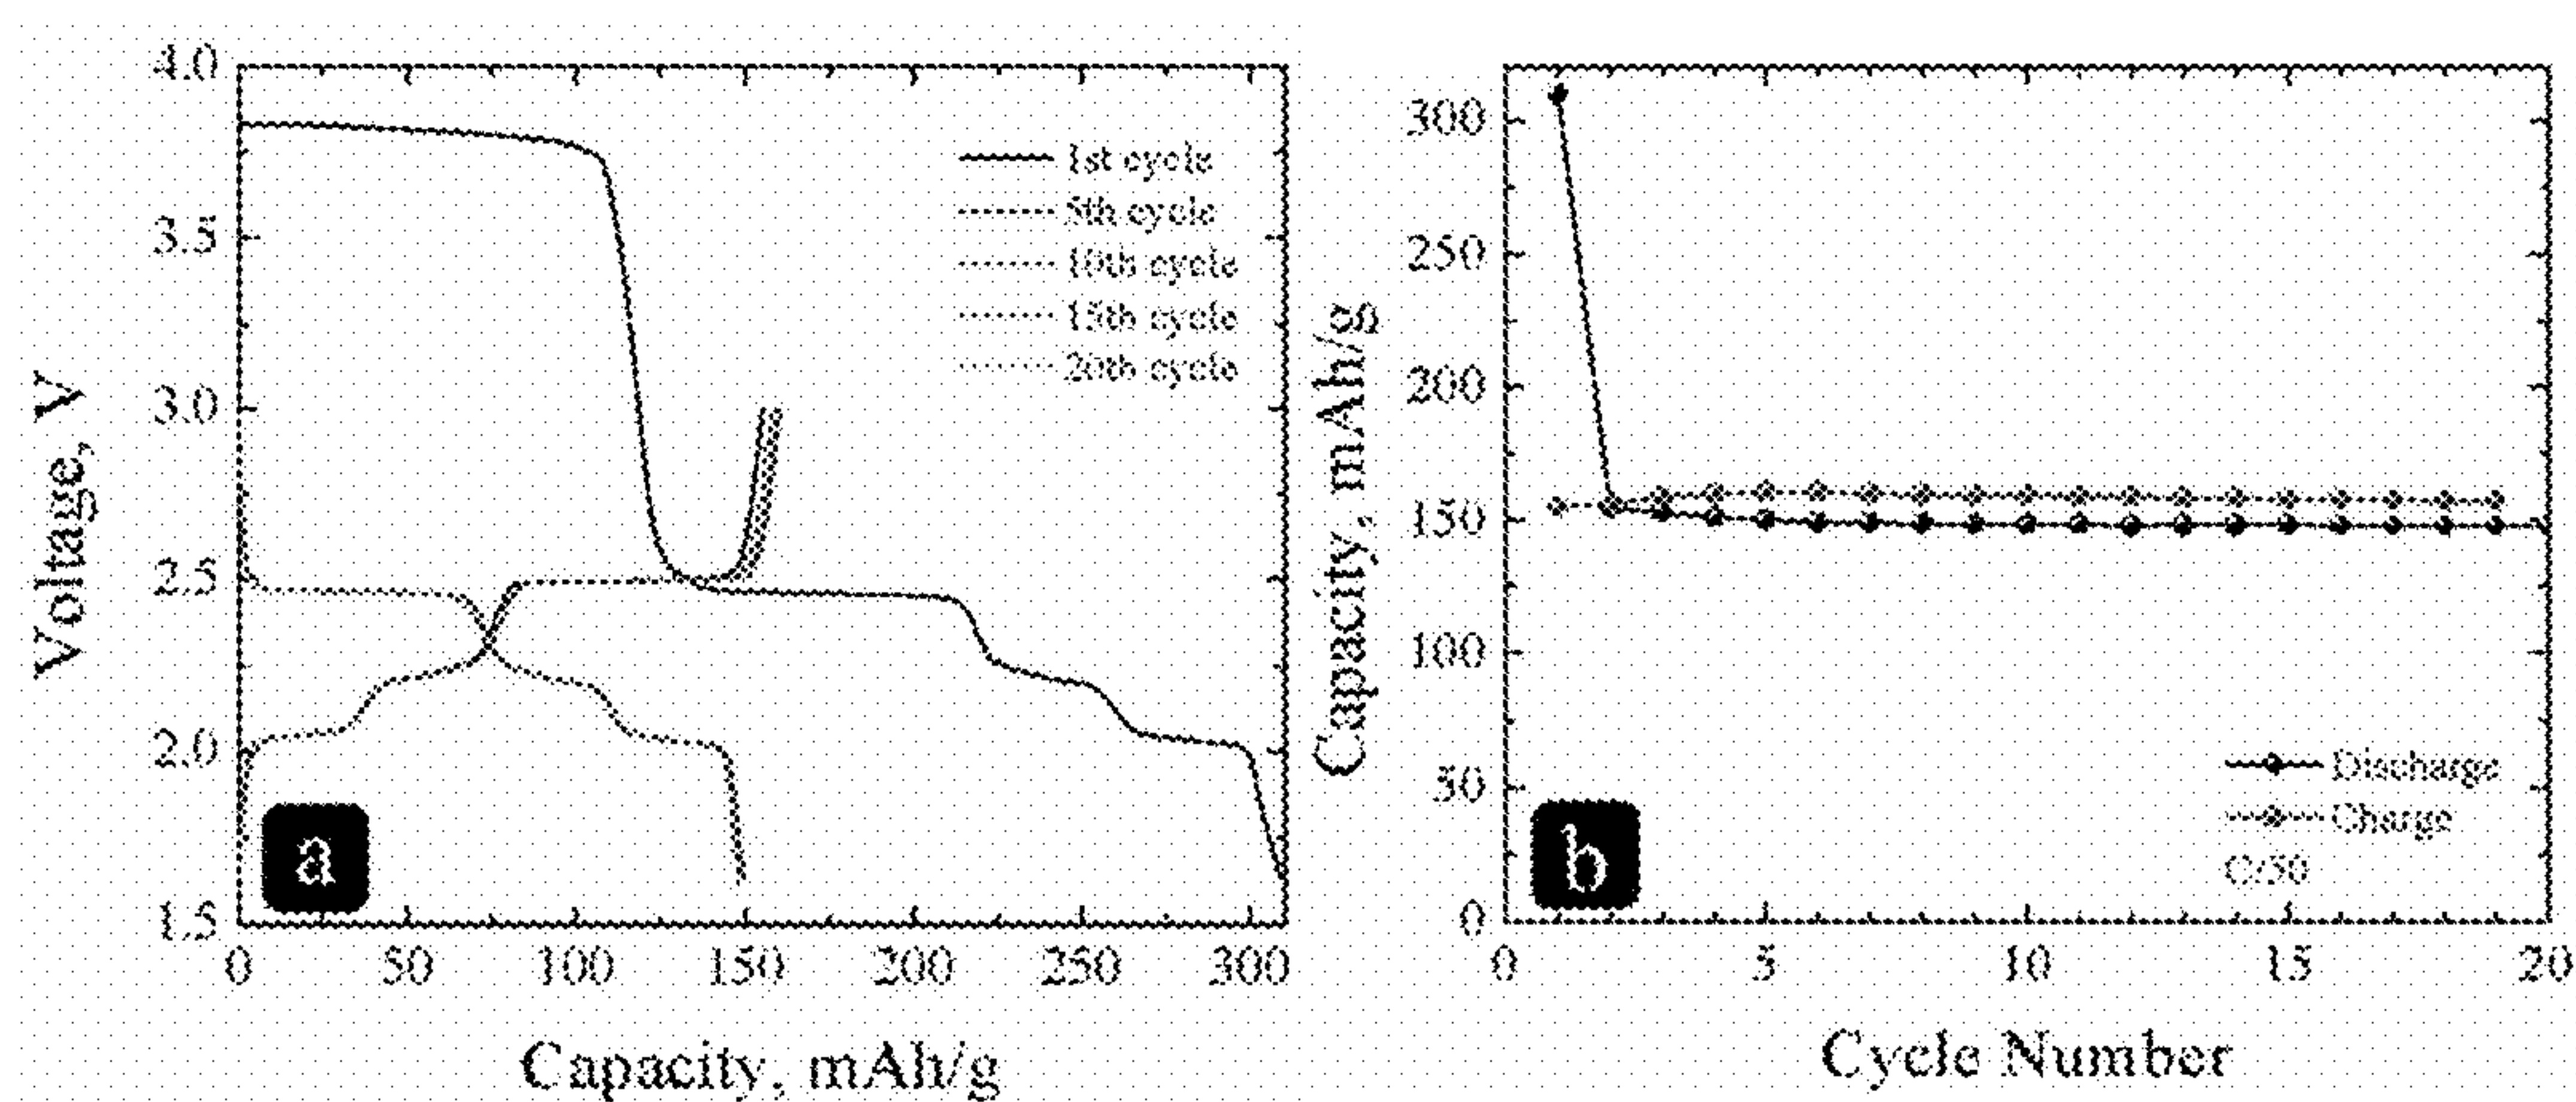 4.0
3.5
3.0
2.5
2.0
1.5
0 50 100 150 200 250 300
Voltage, V
Capacity, mAh/g
1st cycle
5th cycle
10th cycle
15th cycle
20th cycle
a
300
250
200
150
100
50
0
0 5 10 15 20
Capacity, mAh/g
Cycle Number
Discharge
Charge
C/50
b